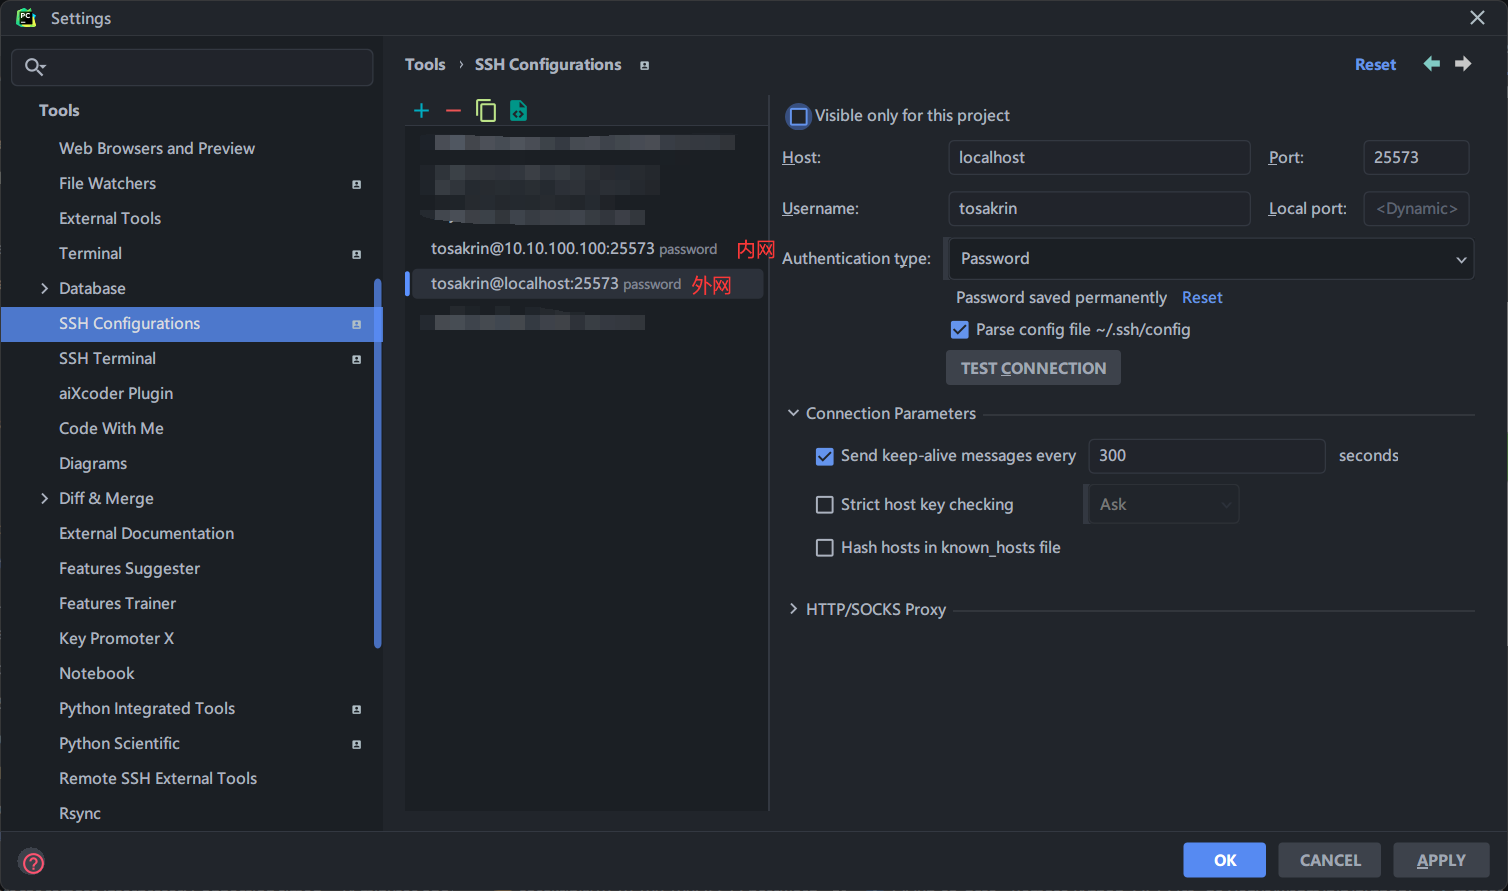 Settings
Tools
Web Browsers and Preview
File Watchers
External Tools
Terminal
Database
SSH Configurations
SSH Terminal
aiXcoder Plugin
Code With Me
Diagrams
Diff & Merge
External Documentation
Features Suggester
Features Trainer
Key Promoter X
Notebook
Python Integrated Tools
Python Scientific
Remote SSH External Tools
Rsync
Tools › SSH Configurations
Reset
tosakrin@10.10.100.100:25573 password 内网
tosakrin@localhost:25573 password 外网
Visible only for this project
Host: localhost Port: 25573
Username: tosakrin Local port: <Dynamic>
Authentication type: Password
Password saved permanently Reset
Parse config file ~/.ssh/config
TEST CONNECTION
Connection Parameters
Send keep-alive messages every 300 seconds
Strict host key checking Ask
Hash hosts in known_hosts file
HTTP/SOCKS Proxy
OK CANCEL APPLY